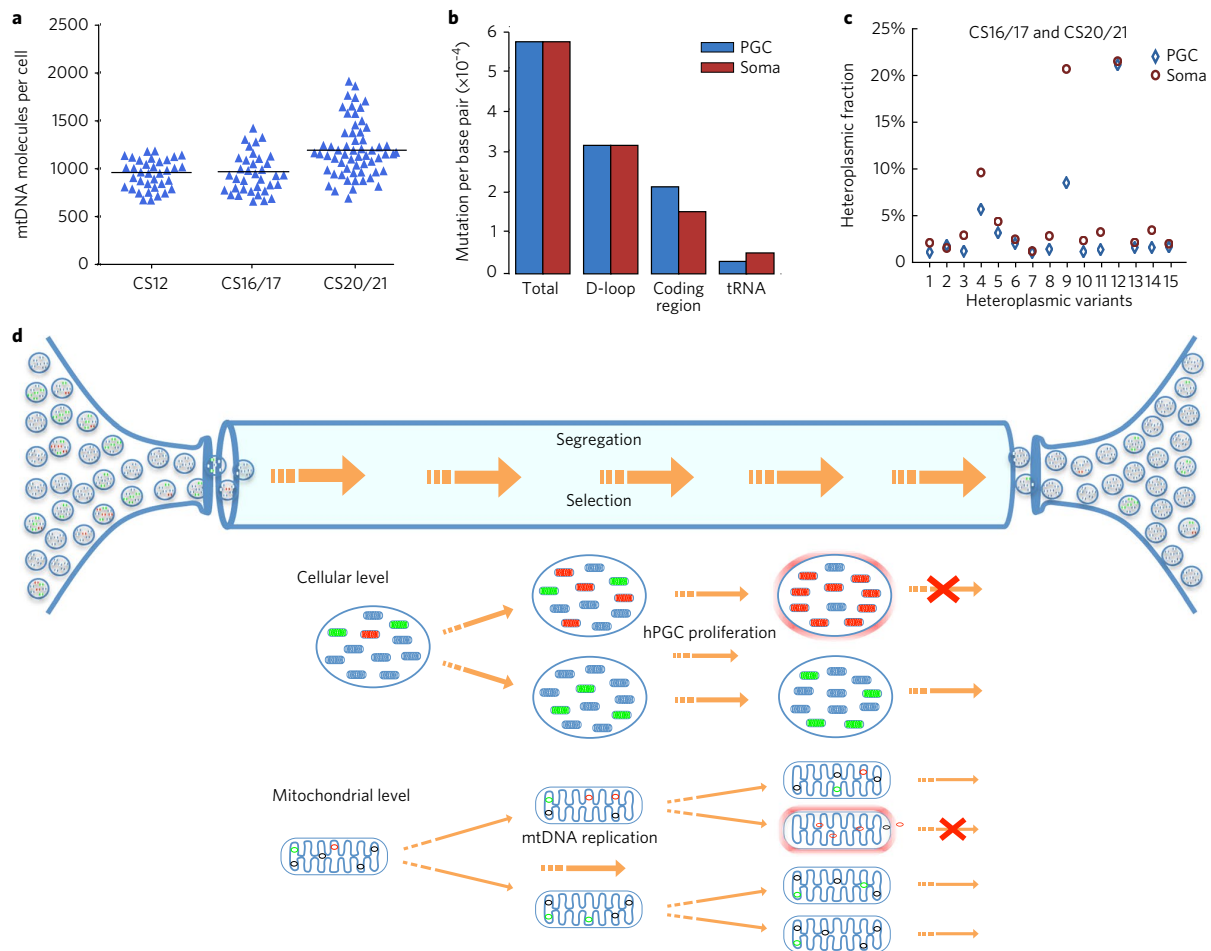 a
mtDNA molecules per cell
2500
2000
1500
1000
500
0
CS12
CS16/17
CS20/21
b
Mutation per base pair (×10⁻⁴)
6
5
4
3
2
1
0
PGC
Soma
Total
D-loop
Coding
region
tRNA
c
CS16/17 and CS20/21
PGC
Soma
Heteroplasmic fraction
25%
20%
15%
10%
5%
0
1 2 3 4 5 6 7 8 9 10 11 12 13 14 15
Heteroplasmic variants
d
Segregation
Selection
Cellular level
hPGC proliferation
Mitochondrial level
mtDNA replication